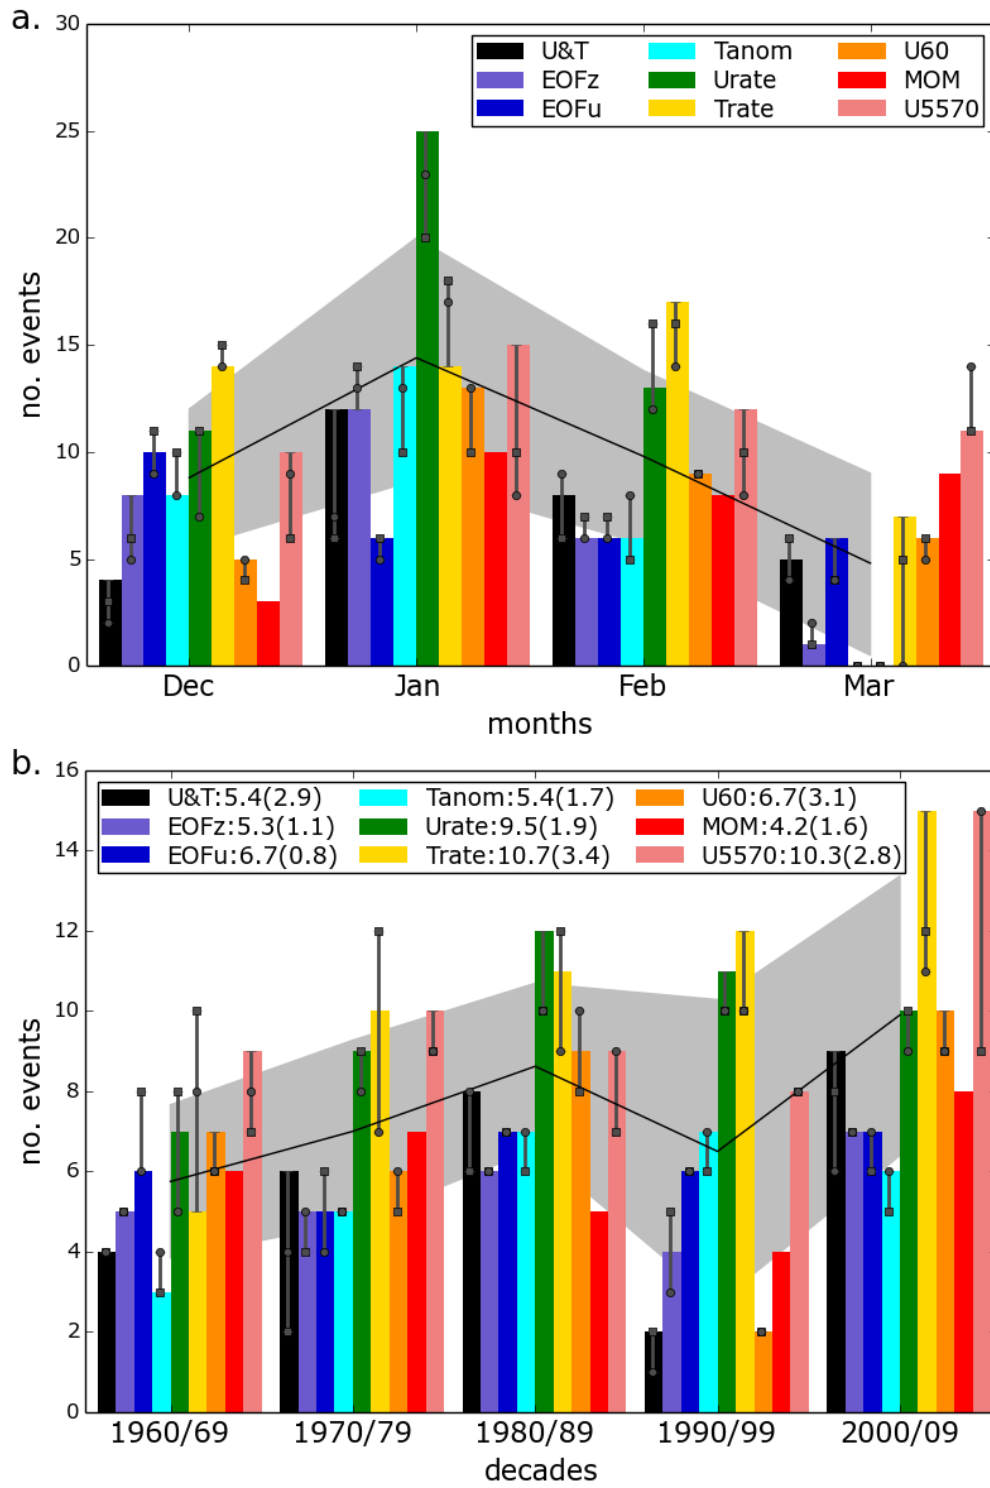 a.
30
25
20
15
10
5
0
no. events
U&T Tanom U60
EOFz Urate MOM
EOFu Trate U5570
Dec Jan Feb Mar
months
b.
16
14
12
10
8
6
4
2
0
no. events
U&T:5.4(2.9) Tanom:5.4(1.7) U60:6.7(3.1)
EOFz:5.3(1.1) Urate:9.5(1.9) MOM:4.2(1.6)
EOFu:6.7(0.8) Trate:10.7(3.4) U5570:10.3(2.8)
1960/69 1970/79 1980/89 1990/99 2000/09
decades